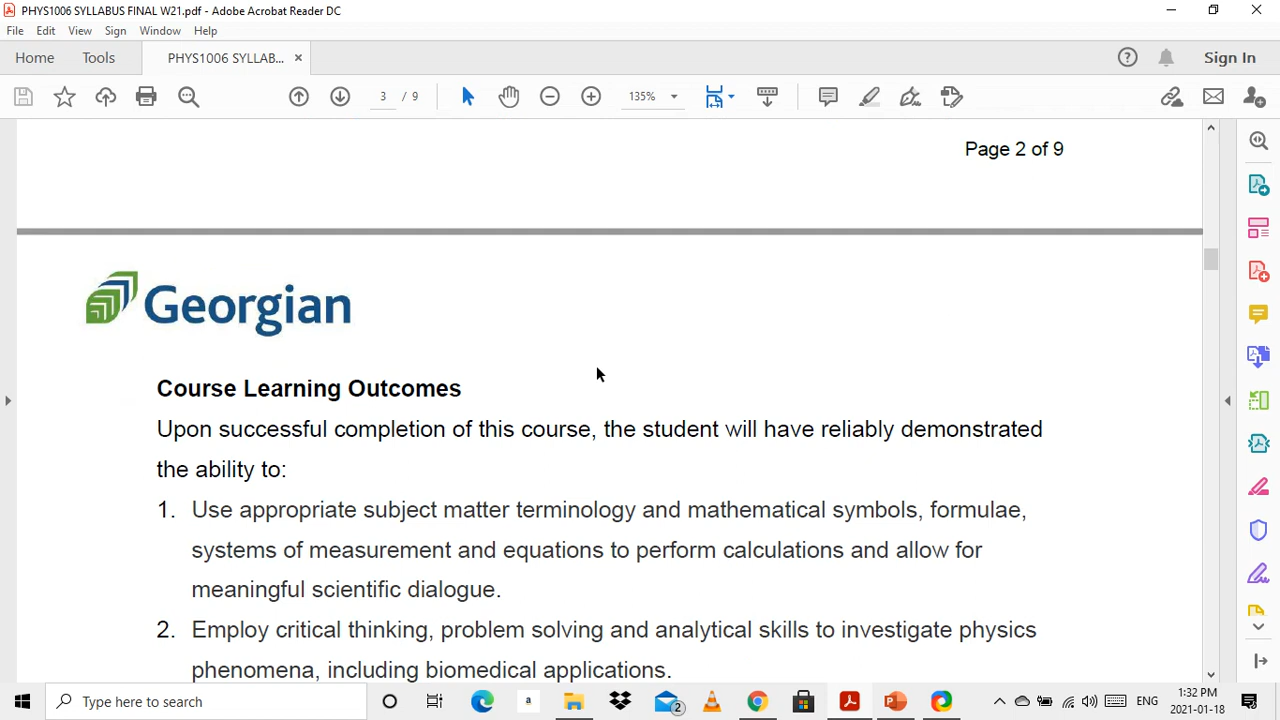 PHYS1006 SYLLABUS FINAL W21.pdf - Adobe Acrobat Reader DC
File Edit View Sign Window Help
Home Tools PHYS1006 SYLLAB... × Sign In
3 / 9 135%
Page 2 of 9
Georgian
Course Learning Outcomes
Upon successful completion of this course, the student will have reliably demonstrated
the ability to:
1. Use appropriate subject matter terminology and mathematical symbols, formulae,
systems of measurement and equations to perform calculations and allow for
meaningful scientific dialogue.
2. Employ critical thinking, problem solving and analytical skills to investigate physics
phenomena, including biomedical applications.
Type here to search a 2 ENG 1:32 PM
2021-01-18